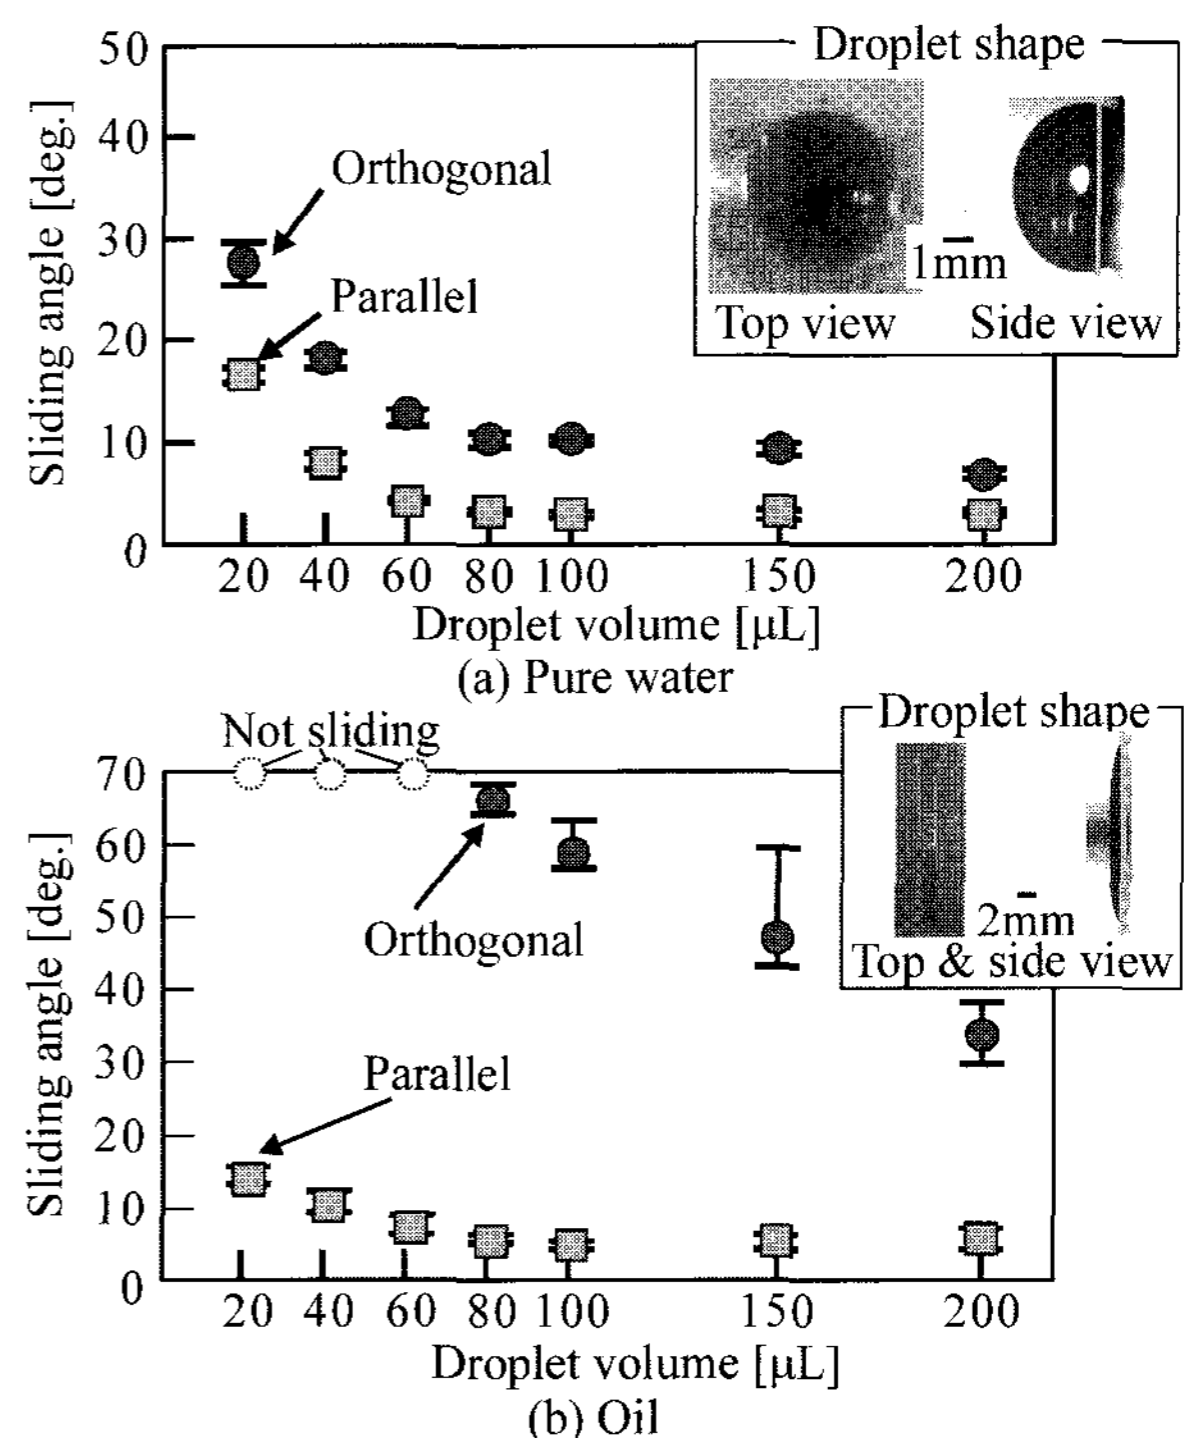 50
40
30
20
10
0
Sliding angle [deg.]
Orthogonal
Parallel
Droplet shape
1mm
Top view
Side view
20 40 60 80 100 150 200
Droplet volume [μL]
(a) Pure water
Not sliding
70
60
50
40
30
20
10
0
Sliding angle [deg.]
Orthogonal
Parallel
Droplet shape
2mm
Top & side view
20 40 60 80 100 150 200
Droplet volume [μL]
(b) Oil